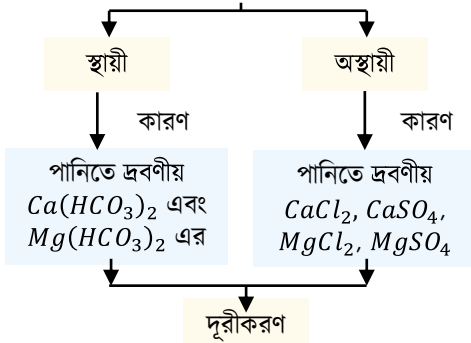 স্থায়ী
অস্থায়ী
কারণ
কারণ
পানিতে দ্রবণীয়
Ca(HCO₃)₂ এবং
Mg(HCO₃)₂ এর
পানিতে দ্রবণীয়
CaCl₂, CaSO₄,
MgCl₂, MgSO₄
দূরীকরণ